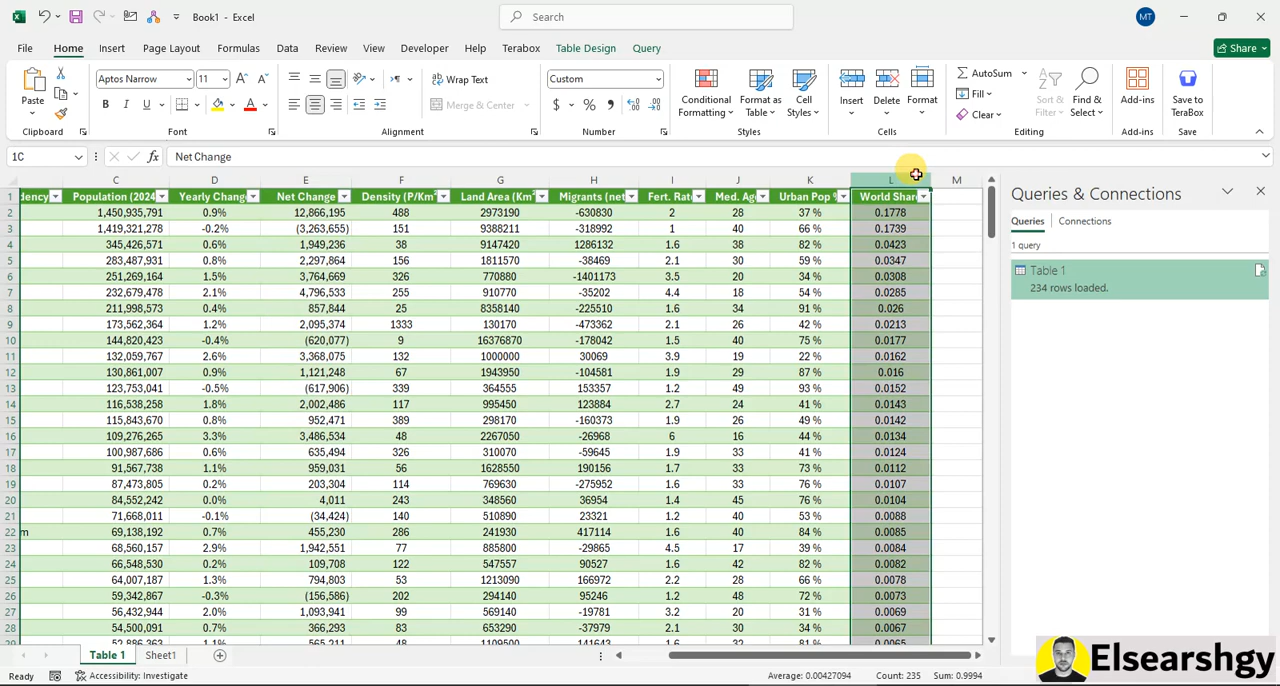 Book1 - Excel
Search
MT
File Home Insert Page Layout Formulas Data Review View Developer Help Terabox Table Design Query Share
Paste
Clipboard
Aptos Narrow 11
B I U
Font
Wrap Text
Merge & Center
Alignment
Custom
$ % ,
Number
Conditional Formatting
Format as Table
Cell Styles
Styles
Insert Delete Format
Cells
AutoSum
Fill
Clear
Sort & Filter
Find & Select
Editing
Add-ins
Add-ins
Save to TeraBox
Save
1C fx Net Change
C D E F G H I J K L M
1 dency Population (2024 Yearly Change Net Change Density (P/Km² Land Area (Km² Migrants (net Fert. Rate Med. Age Urban Pop % World Share
2 1,450,935,791 0.9% 12,866,195 488 2973190 -630830 2 28 37 % 0.1778
3 1,419,321,278 -0.2% (3,263,655) 151 9388211 -318992 1 40 66 % 0.1739
4 345,426,571 0.6% 1,949,236 38 9147420 1286132 1.6 38 82 % 0.0423
5 283,487,931 0.8% 2,297,864 156 1811570 -38469 2.1 30 59 % 0.0347
6 251,269,164 1.5% 3,764,669 326 770880 -1401173 3.5 20 34 % 0.0308
7 232,679,478 2.1% 4,796,533 255 910770 -35202 4.4 18 54 % 0.0285
8 211,998,573 0.4% 857,844 25 8358140 -225510 1.6 34 91 % 0.026
9 173,562,364 1.2% 2,095,374 1333 130170 -473362 2.1 26 42 % 0.0213
10 144,820,423 -0.4% (620,077) 9 16376870 -178042 1.5 40 75 % 0.0177
11 132,059,767 2.6% 3,368,075 132 1000000 30069 3.9 19 22 % 0.0162
12 130,861,007 0.9% 1,121,248 67 1943950 -104581 1.9 29 87 % 0.016
13 123,753,041 -0.5% (617,906) 339 364555 153357 1.2 49 93 % 0.0152
14 116,538,258 1.8% 2,002,486 117 995450 123884 2.7 24 41 % 0.0143
15 115,843,670 0.8% 952,471 389 298170 -160373 1.9 26 49 % 0.0142
16 109,276,265 3.3% 3,486,534 48 2267050 -26968 6 16 44 % 0.0134
17 100,987,686 0.6% 635,494 326 310070 -59645 1.9 33 41 % 0.0124
18 91,567,738 1.1% 959,031 56 1628550 190156 1.7 33 73 % 0.0112
19 87,473,805 0.2% 203,304 114 769630 -275952 1.6 33 76 % 0.0107
20 84,552,242 0.0% 4,011 243 348560 36954 1.4 45 76 % 0.0104
21 71,668,011 -0.1% (34,424) 140 510890 23321 1.2 40 53 % 0.0088
22 m 69,138,192 0.7% 455,230 286 241930 417114 1.6 40 84 % 0.0085
23 68,560,157 2.9% 1,942,551 77 885800 -29865 4.5 17 39 % 0.0084
24 66,548,530 0.2% 109,708 122 547557 90527 1.6 42 82 % 0.0082
25 64,007,187 1.3% 794,803 53 1213090 166972 2.2 28 66 % 0.0078
26 59,342,867 -0.3% (156,586) 202 294140 95246 1.2 48 72 % 0.0073
27 56,432,944 2.0% 1,093,941 99 569140 -19781 3.2 20 31 % 0.0069
28 54,500,091 0.7% 366,293 83 653290 -37979 2.1 30 34 % 0.0067
29 52,886,363 1.1% 565,211 48 1109500 141643 1.6 32 81 % 0.0065
Queries & Connections
Queries Connections
1 query
Table 1
234 rows loaded.
Table 1 Sheet1
Ready Accessibility: Investigate Average: 0.00427094 Count: 235 Sum: 0.9994
Elsearshgy